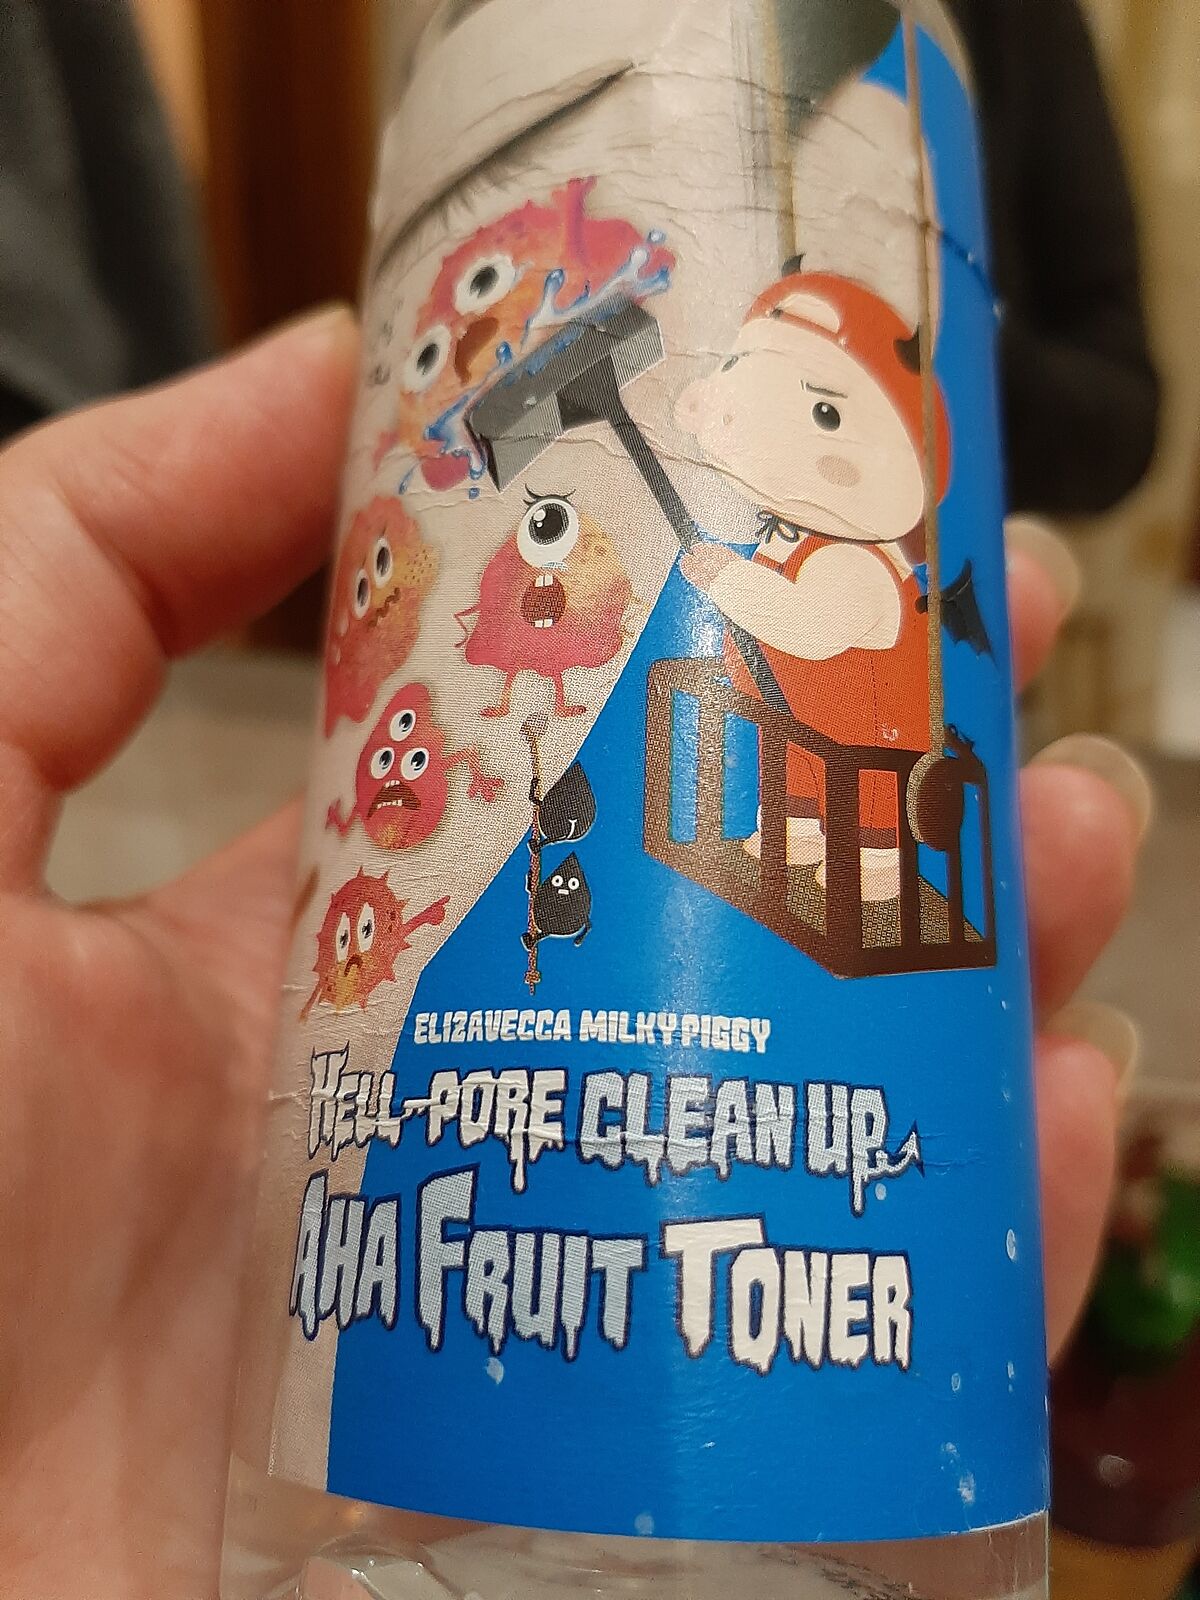 ELIZAVECCA MILKY PIGGY
HELL-PORE CLEAN UP
AHA FRUIT TONER